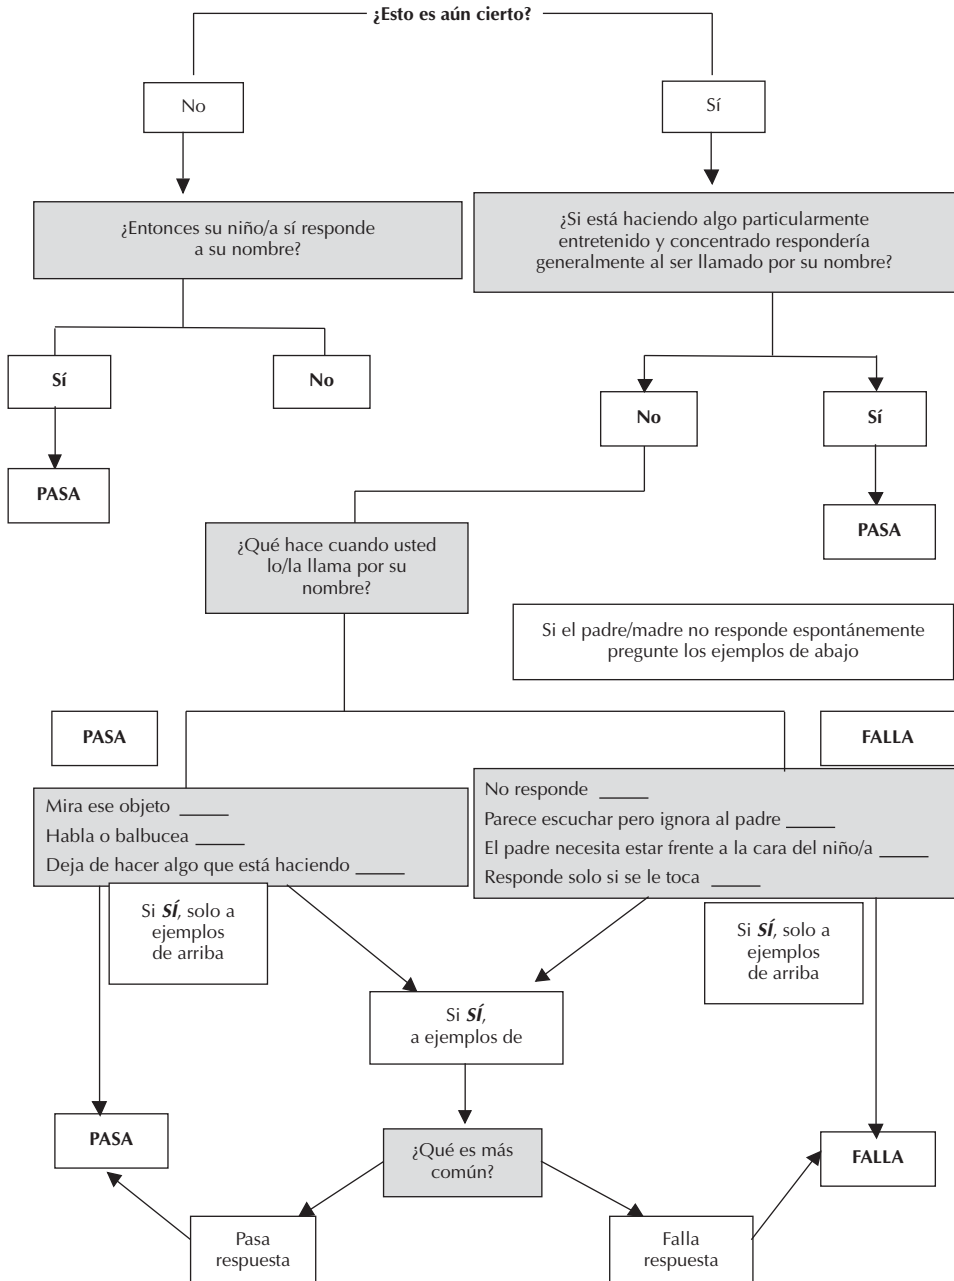 ¿Esto es aún cierto?
No
Sí
¿Entonces su niño/a sí responde
a su nombre?
¿Si está haciendo algo particularmente
entretenido y concentrado respondería
generalmente al ser llamado por su nombre?
Sí
No
No
Sí
PASA
PASA
¿Qué hace cuando usted
lo/la llama por su
nombre?
Si el padre/madre no responde espontánemente
pregunte los ejemplos de abajo
PASA
FALLA
Mira ese objeto _____
Habla o balbucea _____
Deja de hacer algo que está haciendo _____
No responde _____
Parece escuchar pero ignora al padre _____
El padre necesita estar frente a la cara del niño/a _____
Responde solo si se le toca _____
Si SÍ, solo a
ejemplos
de arriba
Si SÍ, solo a
ejemplos
de arriba
Si SÍ,
a ejemplos de
PASA
¿Qué es más
común?
FALLA
Pasa
respuesta
Falla
respuesta